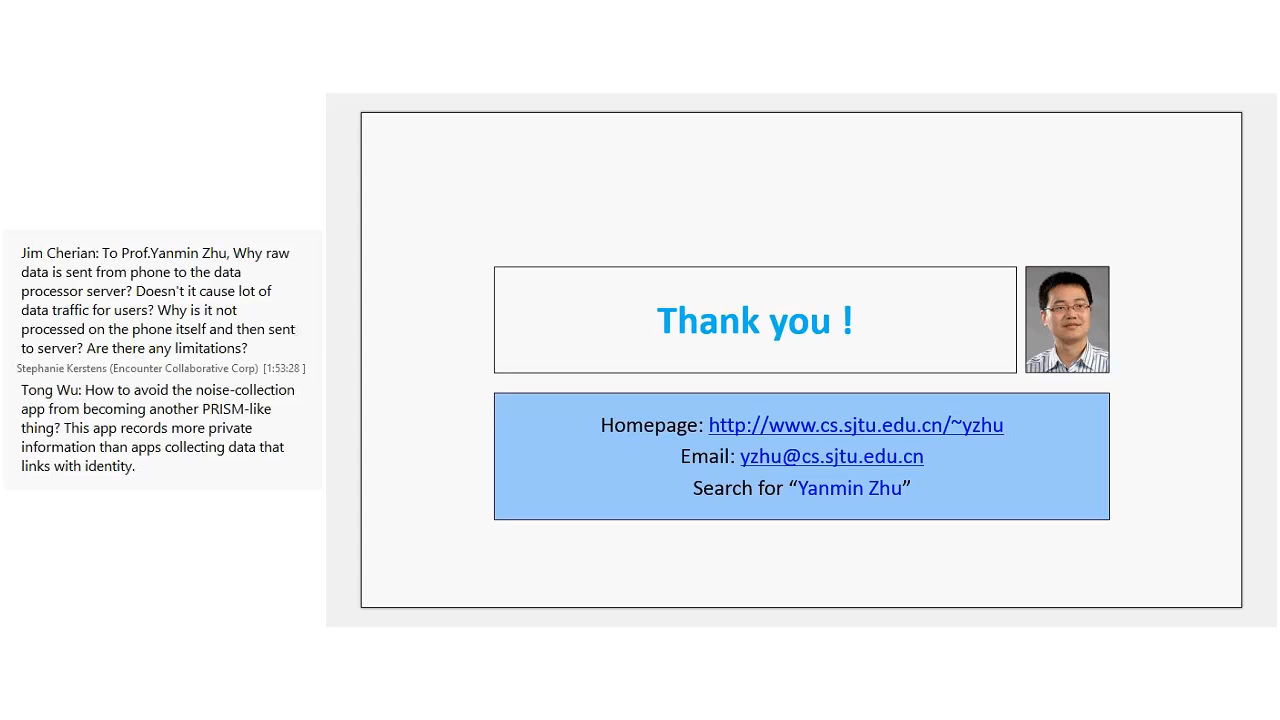 Jim Cherian: To Prof.Yanmin Zhu, Why raw
data is sent from phone to the data
processor server? Doesn't it cause lot of
data traffic for users? Why is it not
processed on the phone itself and then sent
to server? Are there any limitations?
Stephanie Kerstens (Encounter Collaborative Corp) [1:53:28 ]
Tong Wu: How to avoid the noise-collection
app from becoming another PRISM-like
thing? This app records more private
information than apps collecting data that
links with identity.
Thank you !
Homepage: http://www.cs.sjtu.edu.cn/~yzhu
Email: yzhu@cs.sjtu.edu.cn
Search for “Yanmin Zhu”